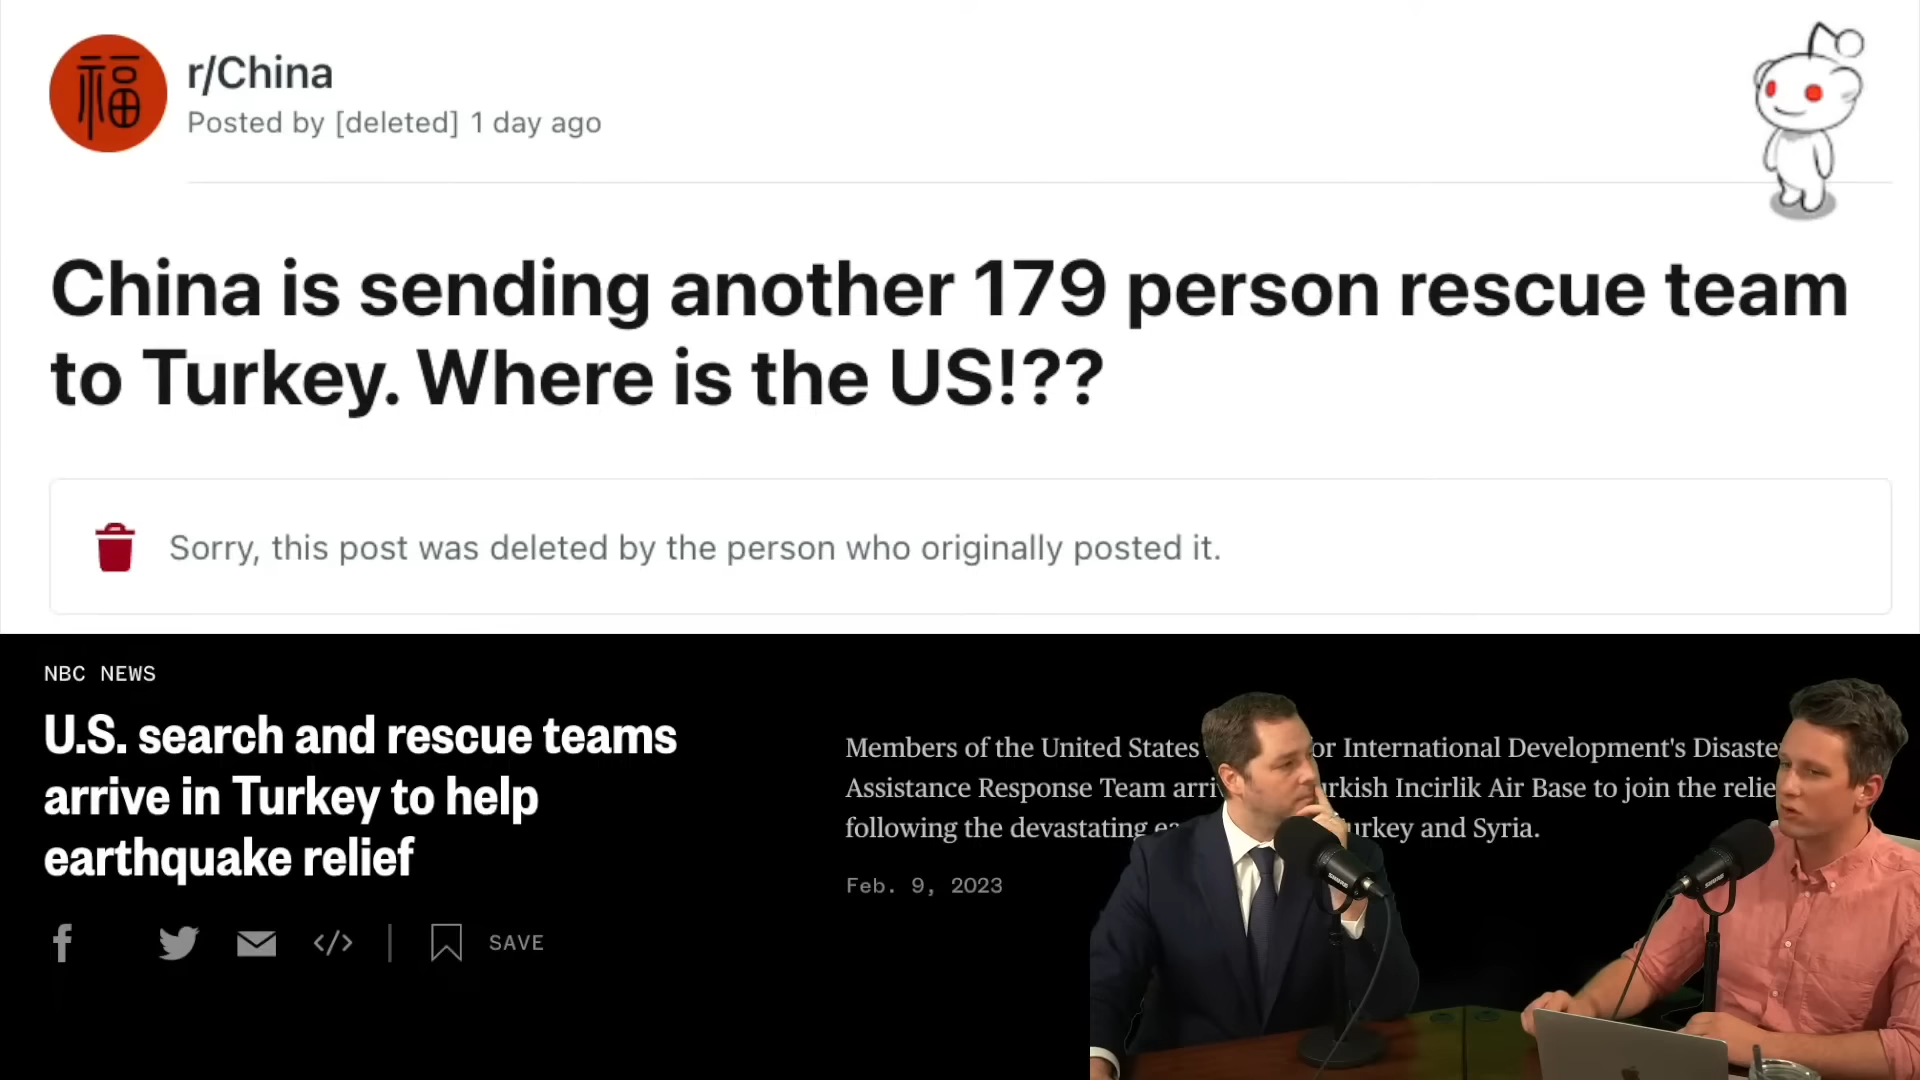 福
r/China
Posted by [deleted] 1 day ago
China is sending another 179 person rescue team
to Turkey. Where is the US!??
Sorry, this post was deleted by the person who originally posted it.
NBC NEWS
U.S. search and rescue teams
arrive in Turkey to help
earthquake relief
</> SAVE
Members of the United States or International Development's Disaste
Assistance Response Team arri urkish Incirlik Air Base to join the relie
following the devastating ea urkey and Syria.
Feb. 9, 2023
SHURE
SHURE